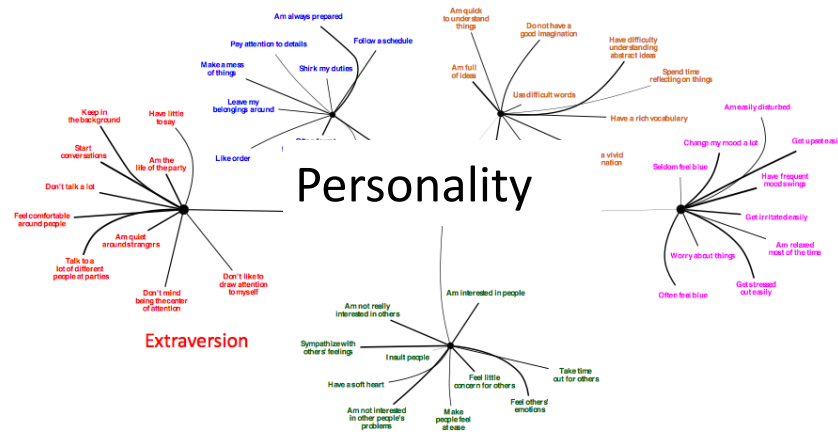 Am always prepared
Pay attention to details
Follow a schedule
Make a mess
of things
Shirk my duties
Leave my
belongings around
Like order
Am quick
to understand
things
Do not have a
good imagination
Have difficulty
understanding
abstract ideas
Am full
of ideas
Spend time
reflecting on things
Use difficult words
Have a rich vocabulary
a vivid
nation
Keep in
the background
Have little
to say
Start
conversations
Am the
life of the party
Don't talk a lot
Feel comfortable
around people
Am quiet
around strangers
Talk to a
lot of different
people at parties
Don't mind
being the center
of attention
Don't like to
draw attention
to myself
Extraversion
Personality
Am easily disturbed
Change my mood a lot
Get upset easi
Seldom feel blue
Have frequent
mood swings
Get irritated easily
Worry about things
Am relaxed
most of the time
Often feel blue
Get stressed
out easily
Am interested in people
Am not really
interested in others
Sympathize with
others' feelings
Insult people
Have a soft heart
Feel little
concern for others
Take time
out for others
Am not interested
in other people's
problems
Make
people feel
at ease
Feel others'
emotions